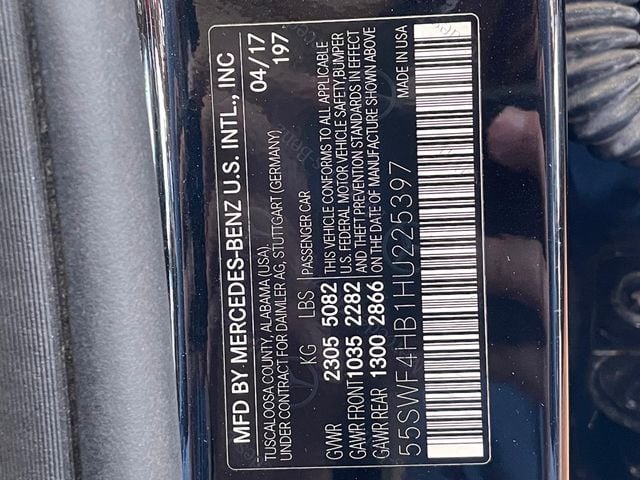 MFD BY MERCEDES-BENZ U.S. INTL., INC
TUSCALOOSA COUNTY, ALABAMA (USA),
UNDER CONTRACT FOR DAIMLER AG, STUTTGART (GERMANY)
04/17
197
KG LBS PASSENGER CAR
GVWR 2305 5082
GAWR FRONT 1035 2282
GAWR REAR 1300 2866
THIS VEHICLE CONFORMS TO ALL APPLICABLE
U.S. FEDERAL MOTOR VEHICLE SAFETY,BUMPER
AND THEFT PREVENTION STANDARDS IN EFFECT
ON THE DATE OF MANUFACTURE SHOWN ABOVE
55SWF4HB1HU225397
MADE IN USA